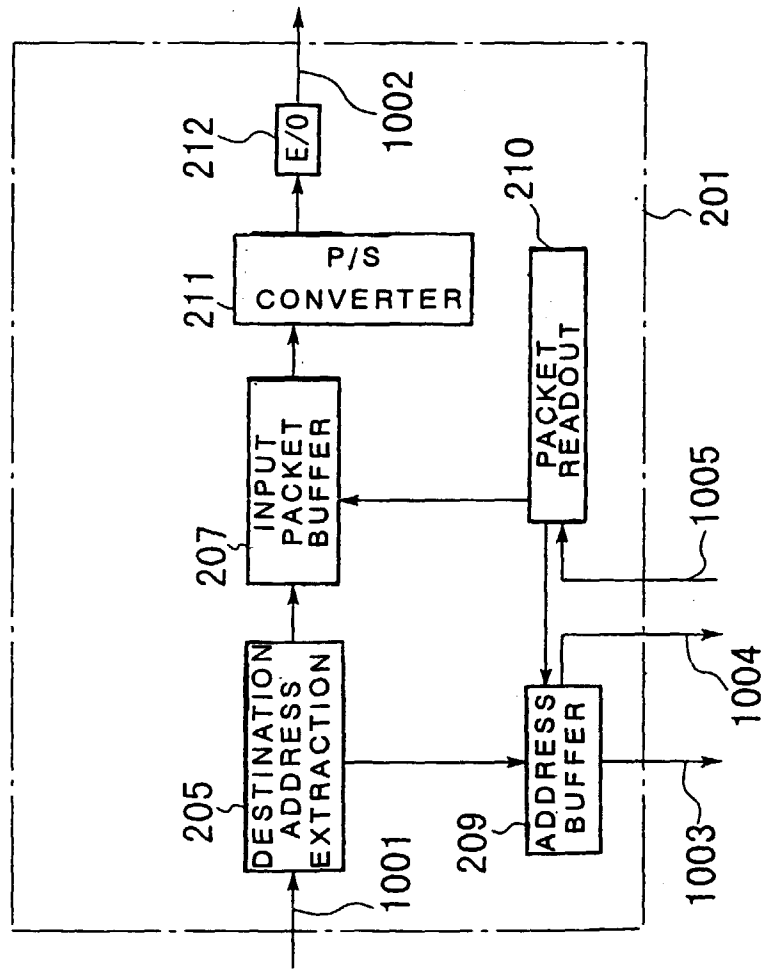 205
DESTINATION
ADDRESS
EXTRACTION
1001
207
INPUT
PACKET
BUFFER
211
P/S
CONVERTER
212
E/O
1002
209
ADDRESS
BUFFER
210
PACKET
READOUT
1003
1004
1005
201